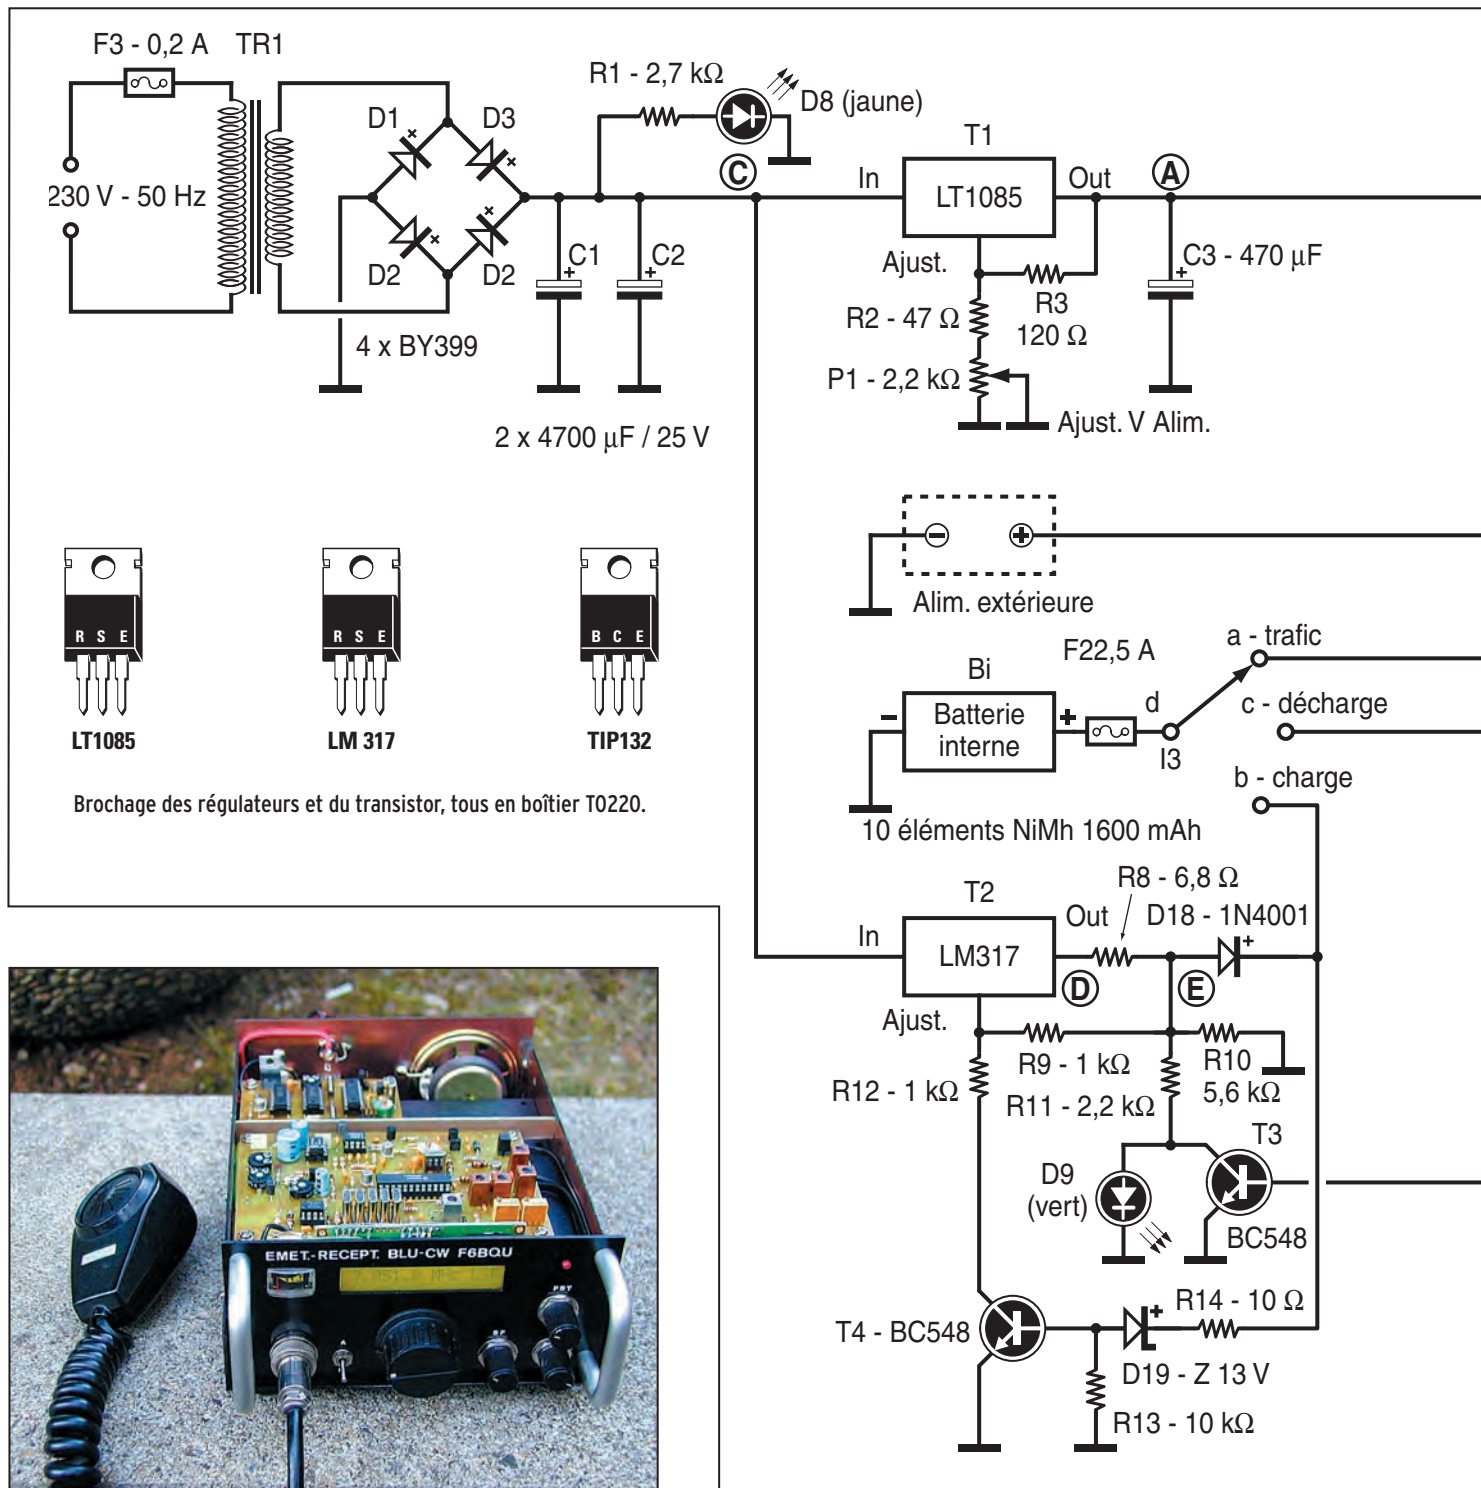 F3 - 0,2 A TR1
230 V - 50 Hz
D1
D3
D2
D2
4 x BY399
R1 - 2,7 kΩ
D8 (jaune)
C1
C2
2 x 4700 µF / 25 V
C
T1
In
LT1085
Out
A
Ajust.
R2 - 47 Ω
R3
120 Ω
P1 - 2,2 kΩ
Ajust. V Alim.
C3 - 470 µF
Alim. extérieure
R S E
LT1085
R S E
LM 317
B C E
TIP132
Brochage des régulateurs et du transistor, tous en boîtier TO220.
F22,5 A
a - trafic
Bi
d
c - décharge
Batterie
interne
I3
b - charge
10 éléments NiMh 1600 mAh
T2
R8 - 6,8 Ω
In
LM317
Out
D18 - 1N4001
D
E
Ajust.
R9 - 1 kΩ
R10
5,6 kΩ
R12 - 1 kΩ
R11 - 2,2 kΩ
T3
D9
(vert)
BC548
R14 - 10 Ω
T4 - BC548
D19 - Z 13 V
R13 - 10 kΩ
EMET.-RECEPT. BLU-CW F6BQU
A